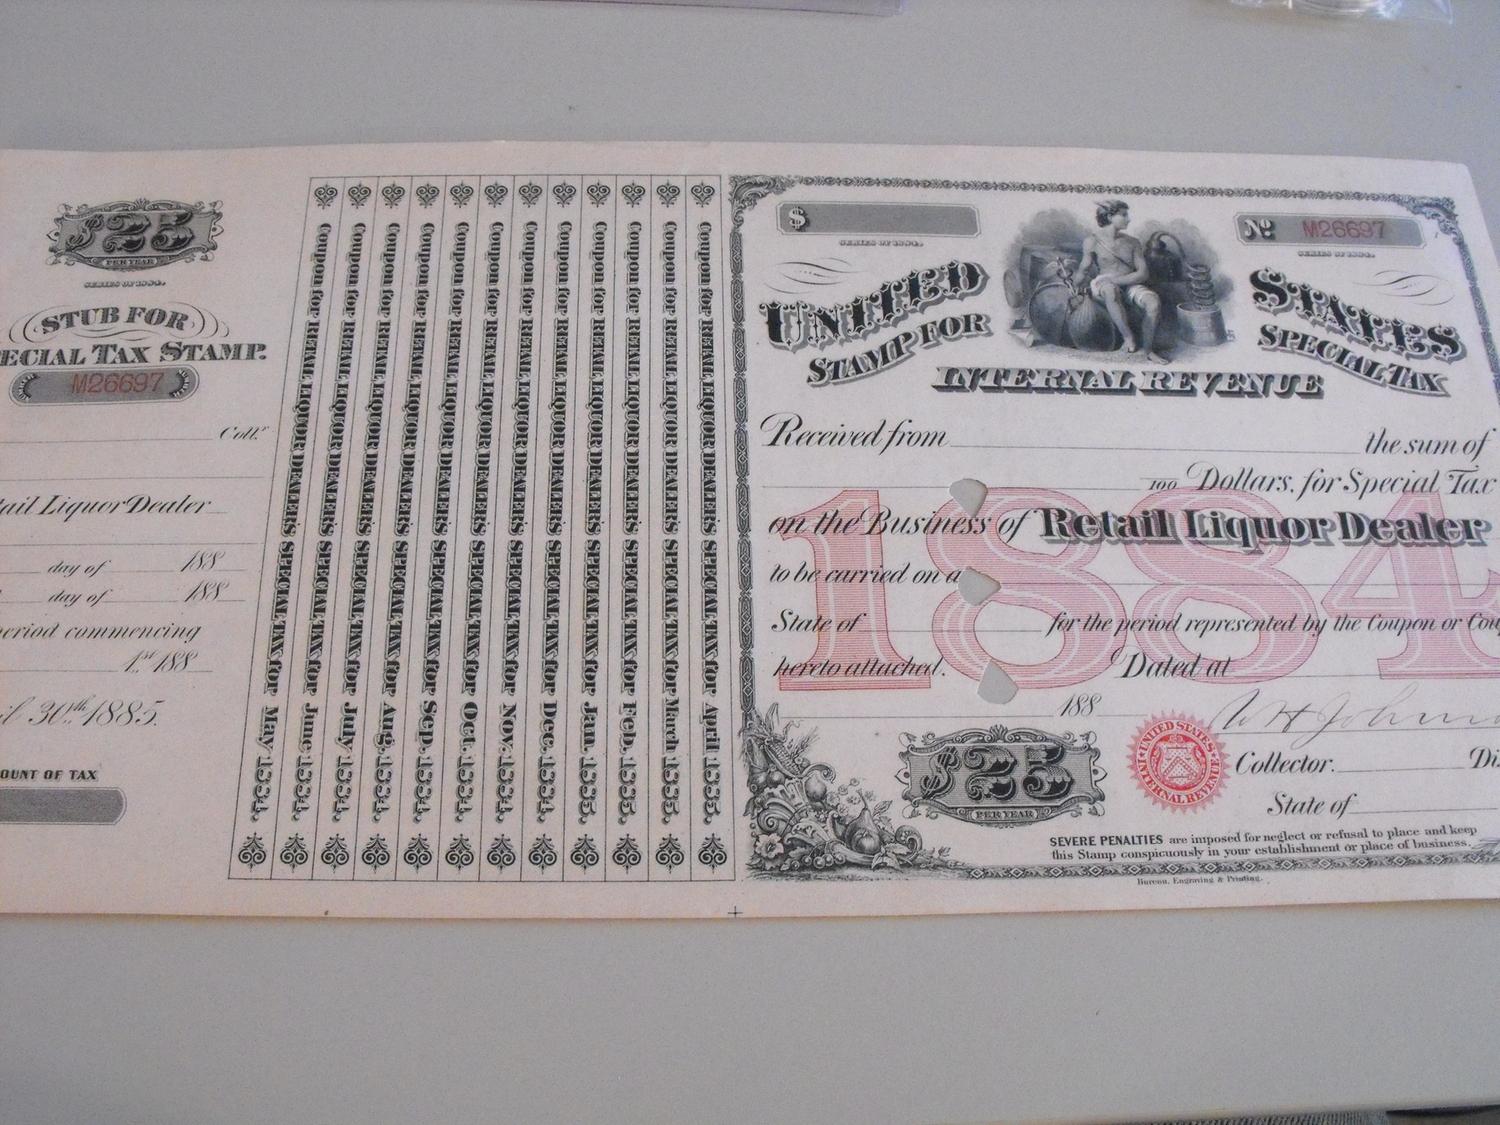 $25
PER YEAR
SERIES OF 1884.
STUB FOR
ECIAL TAX STAMP.
M26697
Coll.r
ail Liquor Dealer
day of 188
day of 188
eriod commencing
1st 188
il 30th 1885.
OUNT OF TAX
Coupon for RETAIL LIQUOR DEALER'S SPECIAL TAX for May 1884.
Coupon for RETAIL LIQUOR DEALER'S SPECIAL TAX for June 1884.
Coupon for RETAIL LIQUOR DEALER'S SPECIAL TAX for July 1884.
Coupon for RETAIL LIQUOR DEALER'S SPECIAL TAX for Aug. 1884.
Coupon for RETAIL LIQUOR DEALER'S SPECIAL TAX for Sep. 1884.
Coupon for RETAIL LIQUOR DEALER'S SPECIAL TAX for Oct. 1884.
Coupon for RETAIL LIQUOR DEALER'S SPECIAL TAX for Nov. 1884.
Coupon for RETAIL LIQUOR DEALER'S SPECIAL TAX for Dec. 1884.
Coupon for RETAIL LIQUOR DEALER'S SPECIAL TAX for Jan. 1885.
Coupon for RETAIL LIQUOR DEALER'S SPECIAL TAX for Feb. 1885.
Coupon for RETAIL LIQUOR DEALER'S SPECIAL TAX for March 1885.
Coupon for RETAIL LIQUOR DEALER'S SPECIAL TAX for April 1885.
$
SERIES OF 1884.
No M26697
SERIES OF 1884.
UNITED STATES
STAMP FOR SPECIAL TAX
INTERNAL REVENUE
Received from the sum of
100 Dollars, for Special Tax
1884
on the Business of Retail Liquor Dealer
to be carried on a
State of for the period represented by the Coupon or Cou
hereto attached. Dated at
188
$25
PER YEAR
UNITED STATES INTERNAL REVENUE
Collector. Di
State of
SEVERE PENALTIES are imposed for neglect or refusal to place and keep
this Stamp conspicuously in your establishment or place of business.
Bureau, Engraving & Printing.